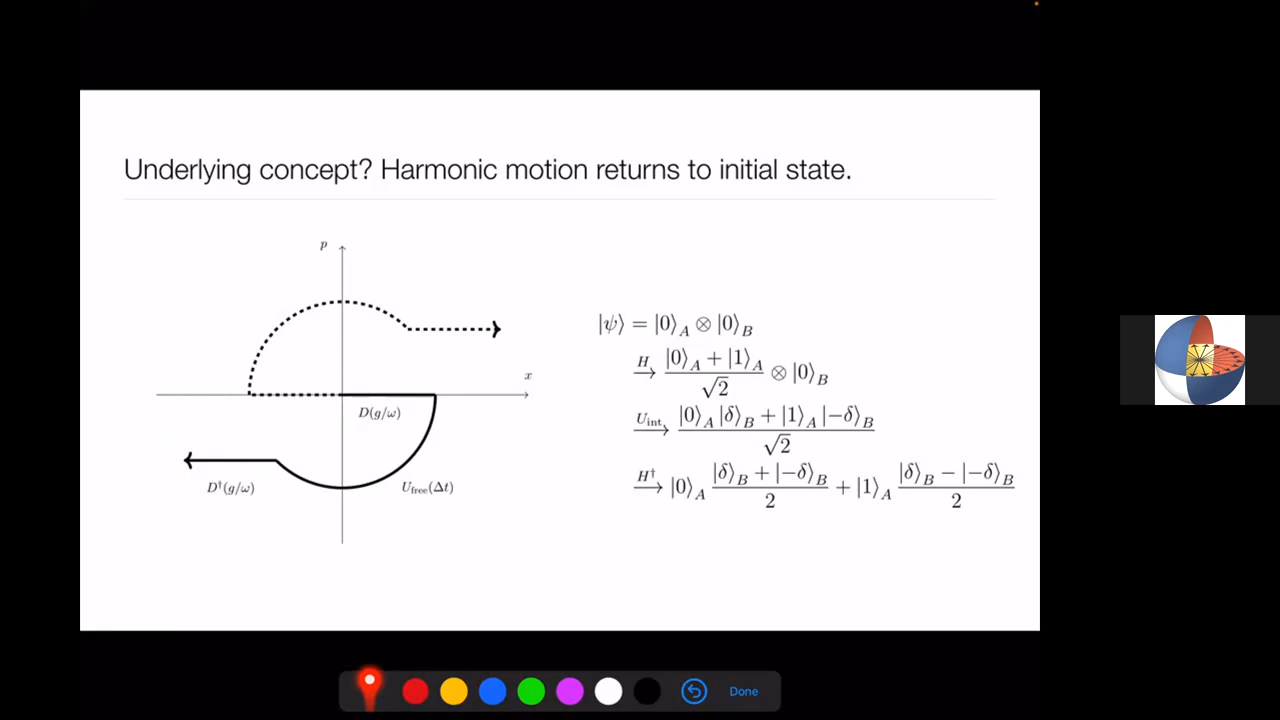 Underlying concept? Harmonic motion returns to initial state.
p
x
D(g/ω)
D†(g/ω)
U_free(Δt)
|ψ⟩ = |0⟩_A ⊗ |0⟩_B
H→ (|0⟩_A + |1⟩_A)/√2 ⊗ |0⟩_B
U_int→ (|0⟩_A |δ⟩_B + |1⟩_A |−δ⟩_B)/√2
H†→ |0⟩_A (|δ⟩_B + |−δ⟩_B)/2 + |1⟩_A (|δ⟩_B − |−δ⟩_B)/2
Done